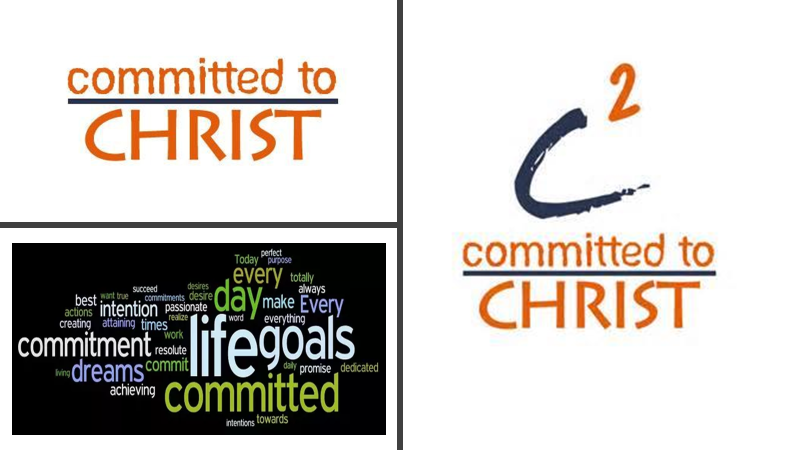 committed to
CHRIST
C2
committed to
CHRIST
perfect
Today purpose
every totally
succeed desires always
best want true commitments desire day make Every
actions intention passionate
realize word everything
creating attaining times
work
commitment resolute life goals
living dreams commit daily promise dedicated
achieving committed
intentions towards